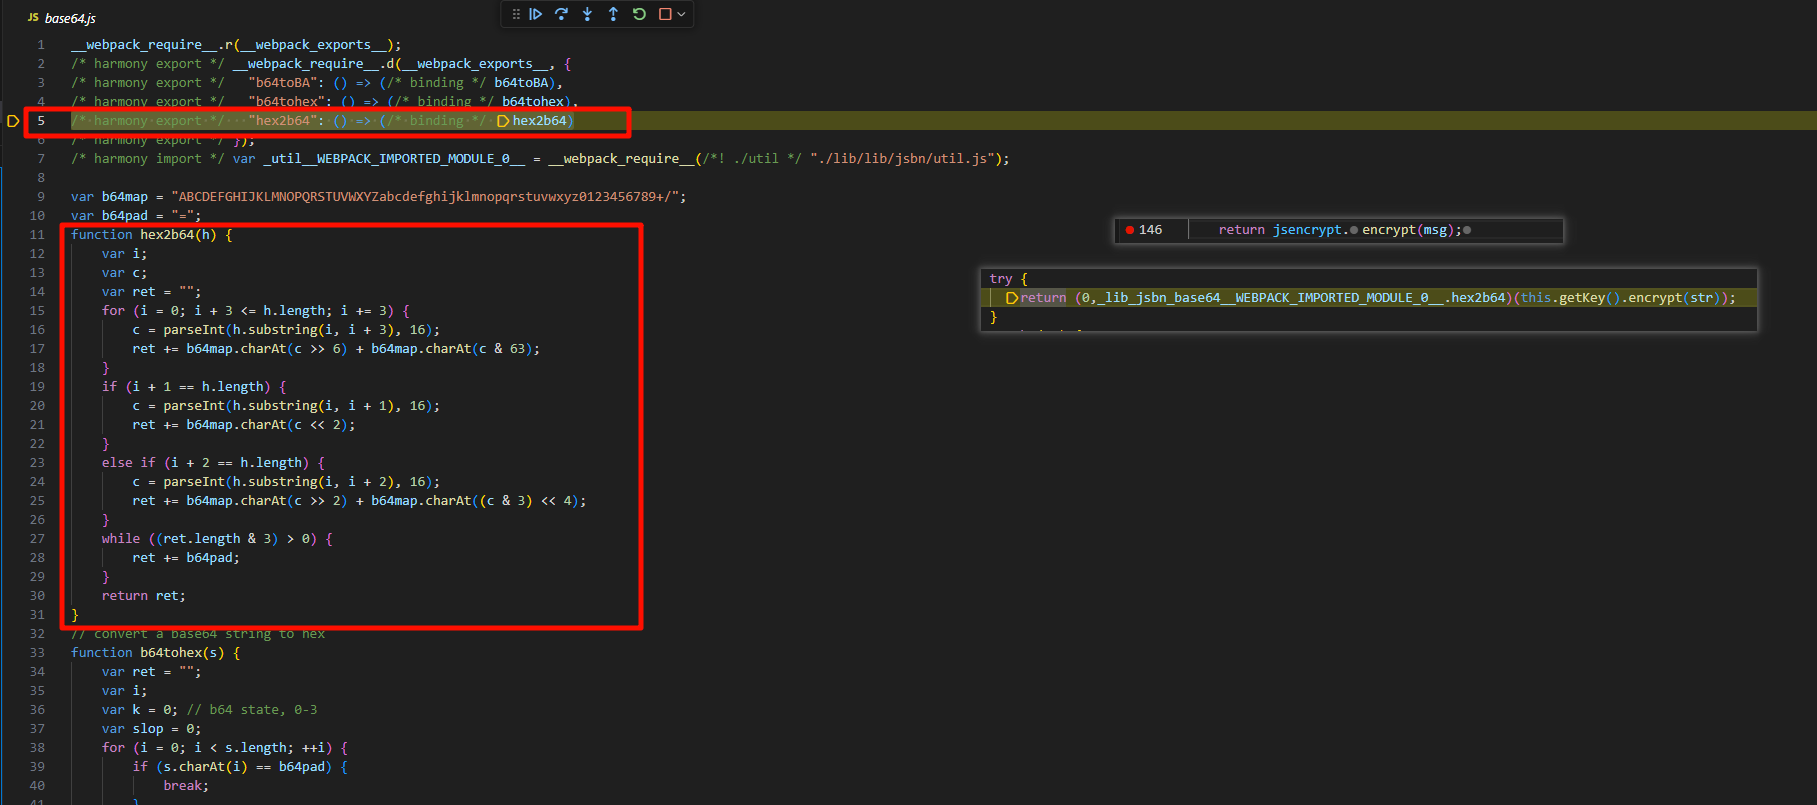 JS base64.js
1 __webpack_require__.r(__webpack_exports__);
2 /* harmony export */ __webpack_require__.d(__webpack_exports__, {
3 /* harmony export */   "b64toBA": () => (/* binding */ b64toBA),
4 /* harmony export */   "b64tohex": () => (/* binding */ b64tohex),
5 /* harmony export */   "hex2b64": () => (/* binding */ hex2b64)
6 /* harmony export */ });
7 /* harmony import */ var _util__WEBPACK_IMPORTED_MODULE_0__ = __webpack_require__(/*! ./util */ "./lib/lib/jsbn/util.js");
8
9 var b64map = "ABCDEFGHIJKLMNOPQRSTUVWXYZabcdefghijklmnopqrstuvwxyz0123456789+/";
10 var b64pad = "=";
11 function hex2b64(h) {
12     var i;
13     var c;
14     var ret = "";
15     for (i = 0; i + 3 <= h.length; i += 3) {
16         c = parseInt(h.substring(i, i + 3), 16);
17         ret += b64map.charAt(c >> 6) + b64map.charAt(c & 63);
18     }
19     if (i + 1 == h.length) {
20         c = parseInt(h.substring(i, i + 1), 16);
21         ret += b64map.charAt(c << 2);
22     }
23     else if (i + 2 == h.length) {
24         c = parseInt(h.substring(i, i + 2), 16);
25         ret += b64map.charAt(c >> 2) + b64map.charAt((c & 3) << 4);
26     }
27     while ((ret.length & 3) > 0) {
28         ret += b64pad;
29     }
30     return ret;
31 }
32 // convert a base64 string to hex
33 function b64tohex(s) {
34     var ret = "";
35     var i;
36     var k = 0; // b64 state, 0-3
37     var slop = 0;
38     for (i = 0; i < s.length; ++i) {
39         if (s.charAt(i) == b64pad) {
40             break;
41         }
146 return jsencrypt.encrypt(msg);
try {
return (0,_lib_jsbn_base64__WEBPACK_IMPORTED_MODULE_0__.hex2b64)(this.getKey().encrypt(str));
}